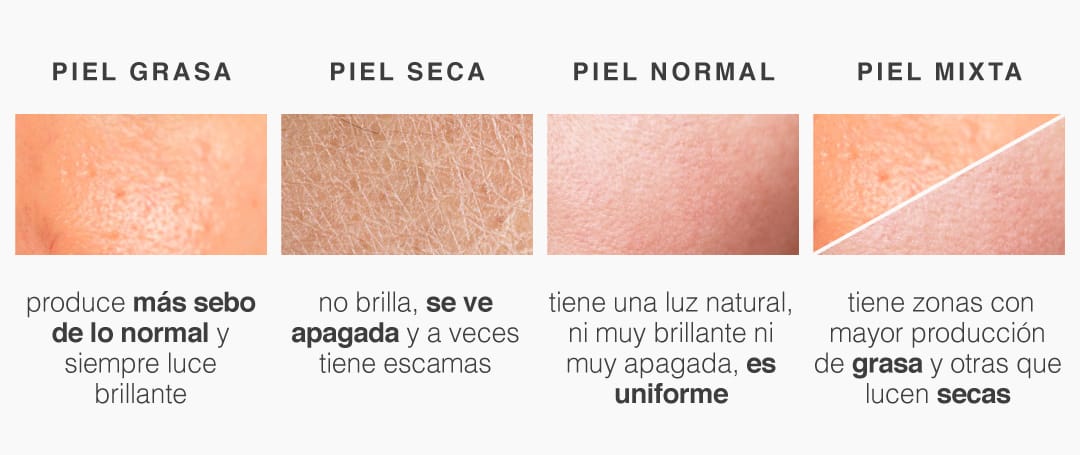 PIEL GRASA
produce más sebo
de lo normal y
siempre luce
brillante
PIEL SECA
no brilla, se ve
apagada y a veces
tiene escamas
PIEL NORMAL
tiene una luz natural,
ni muy brillante ni
muy apagada, es
uniforme
PIEL MIXTA
tiene zonas con
mayor producción
de grasa y otras que
lucen secas